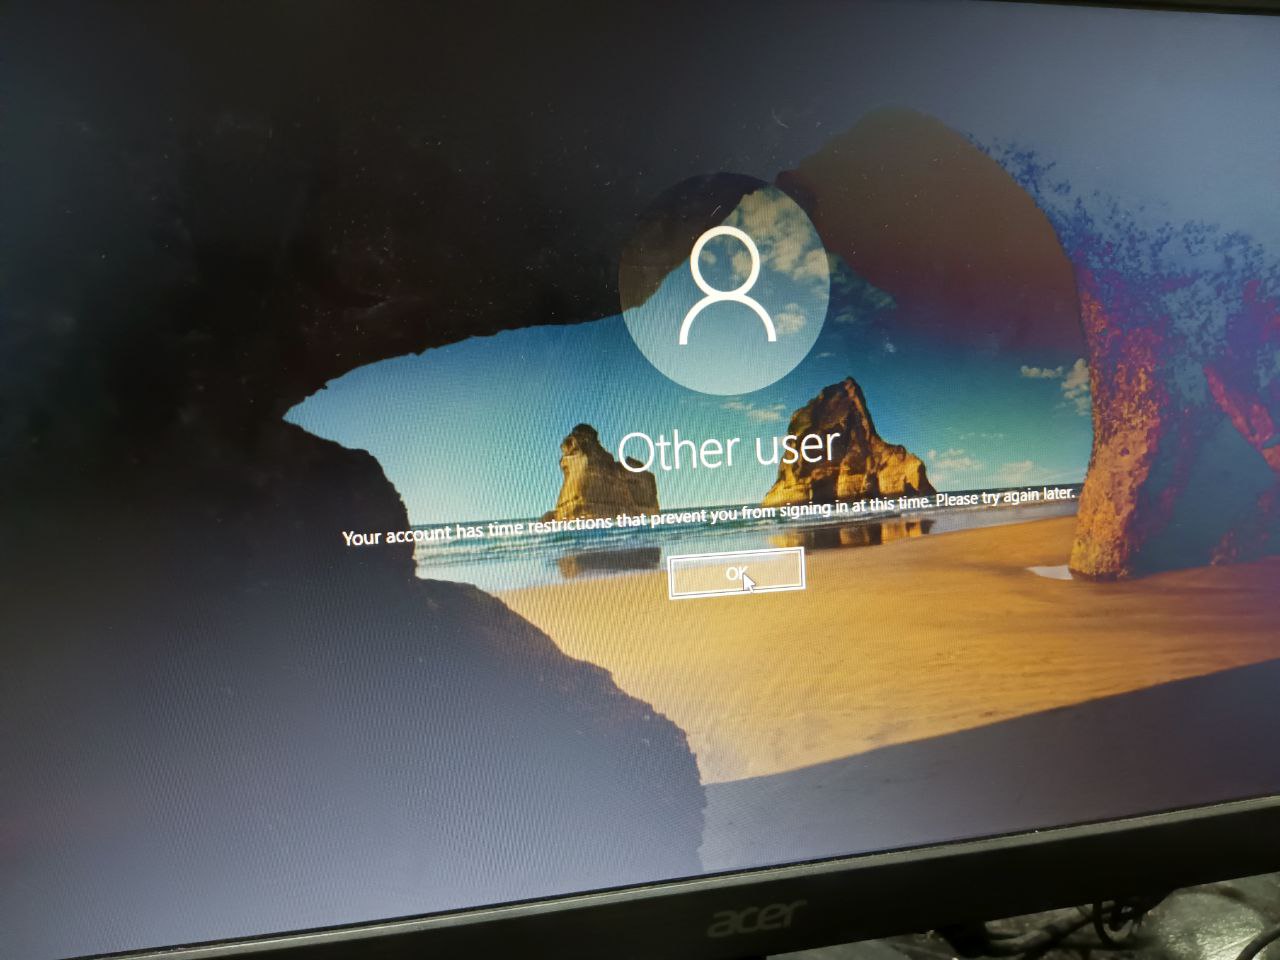 Other user
Your account has time restrictions that prevent you from signing in at this time. Please try again later.
OK
acer